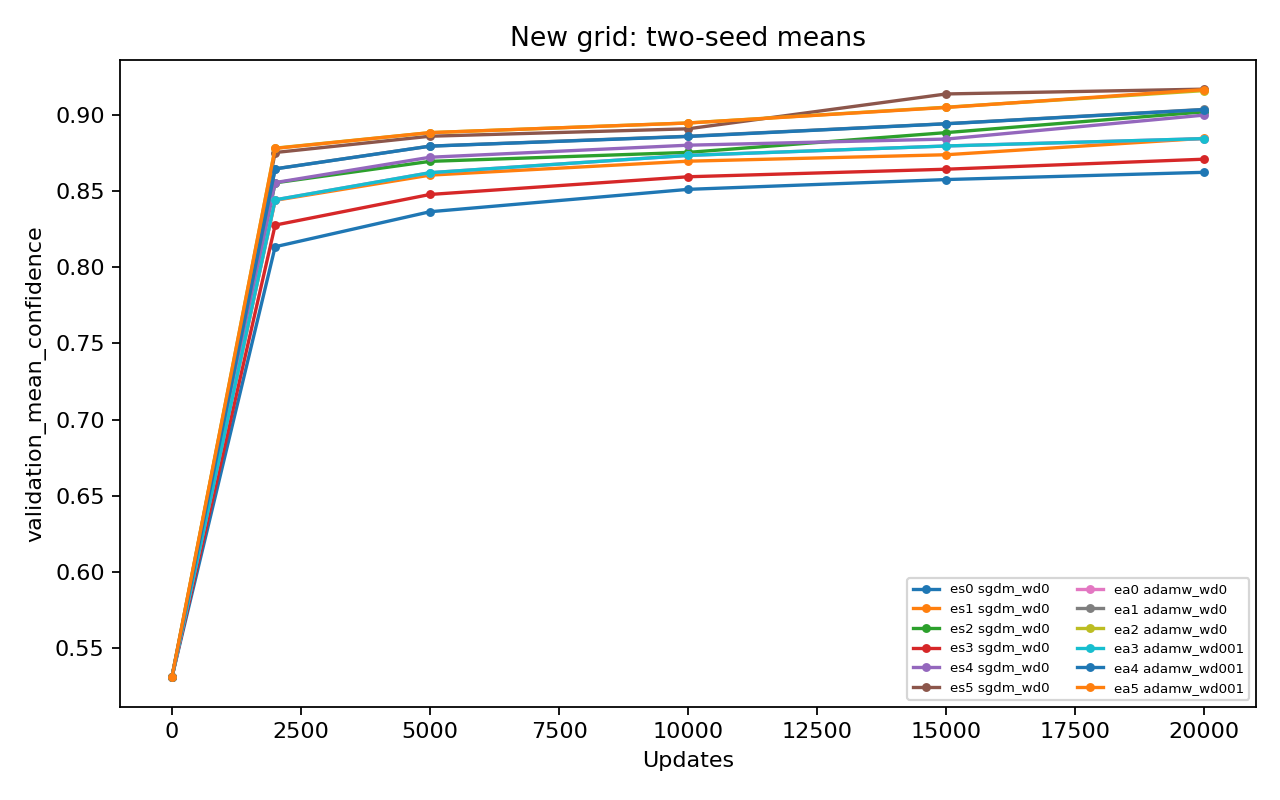 New grid: two-seed means
validation_mean_confidence
0.90
0.85
0.80
0.75
0.70
0.65
0.60
0.55
0
2500
5000
7500
10000
12500
15000
17500
20000
Updates
es0 sgdm_wd0
es1 sgdm_wd0
es2 sgdm_wd0
es3 sgdm_wd0
es4 sgdm_wd0
es5 sgdm_wd0
ea0 adamw_wd0
ea1 adamw_wd0
ea2 adamw_wd0
ea3 adamw_wd001
ea4 adamw_wd001
ea5 adamw_wd001